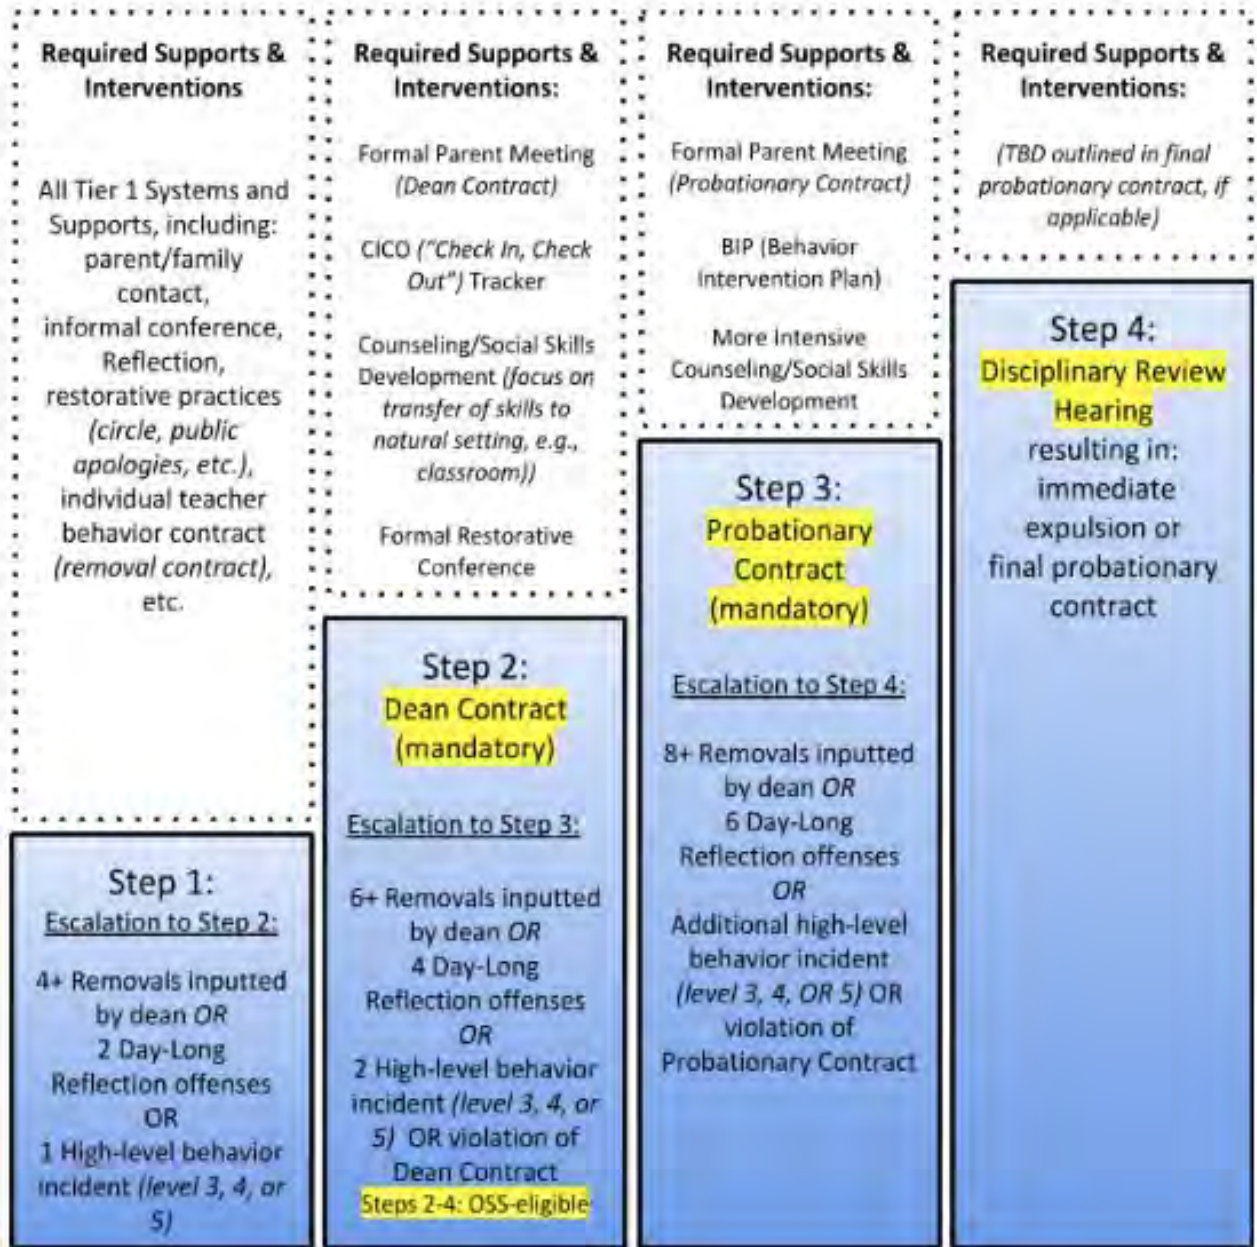 Required Supports &
Interventions
All Tier 1 Systems and
Supports, including:
parent/family
contact,
informal conference,
Reflection,
restorative practices
(circle, public
apologies, etc.),
individual teacher
behavior contract
(removal contract),
etc.
Step 1:
Escalation to Step 2:
4+ Removals inputted
by dean OR
2 Day-Long
Reflection offenses
OR
1 High-level behavior
incident (level 3, 4, or
5)
Required Supports &
Interventions:
Formal Parent Meeting
(Dean Contract)
CICO ("Check In, Check
Out") Tracker
Counseling/Social Skills
Development (focus on
transfer of skills to
natural setting, e.g.,
classroom))
Formal Restorative
Conference
Step 2:
Dean Contract
(mandatory)
Escalation to Step 3:
6+ Removals inputted
by dean OR
4 Day-Long
Reflection offenses
OR
2 High-level behavior
incident (level 3, 4, or
5) OR violation of
Dean Contract
Steps 2-4: OSS-eligible
Required Supports &
Interventions:
Formal Parent Meeting
(Probationary Contract)
BIP (Behavior
Intervention Plan)
More Intensive
Counseling/Social Skills
Development
Step 3:
Probationary
Contract
(mandatory)
Escalation to Step 4:
8+ Removals inputted
by dean OR
6 Day-Long
Reflection offenses
OR
Additional high-level
behavior incident
(level 3, 4, OR 5) OR
violation of
Probationary Contract
Required Supports &
Interventions:
(TBD outlined in final
probationary contract, if
applicable)
Step 4:
Disciplinary Review
Hearing
resulting in:
immediate
expulsion or
final probationary
contract